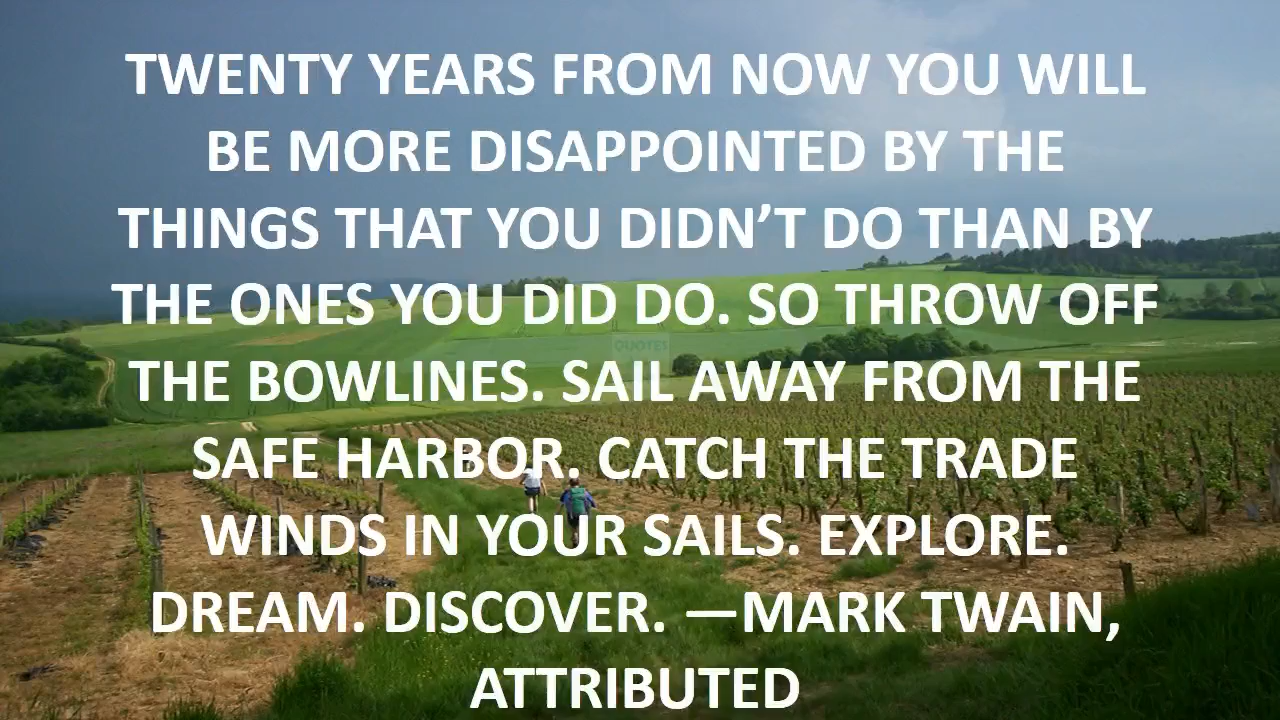 TWENTY YEARS FROM NOW YOU WILL
BE MORE DISAPPOINTED BY THE
THINGS THAT YOU DIDN’T DO THAN BY
THE ONES YOU DID DO. SO THROW OFF
QUOTES
THE BOWLINES. SAIL AWAY FROM THE
SAFE HARBOR. CATCH THE TRADE
WINDS IN YOUR SAILS. EXPLORE.
DREAM. DISCOVER. —MARK TWAIN,
ATTRIBUTED